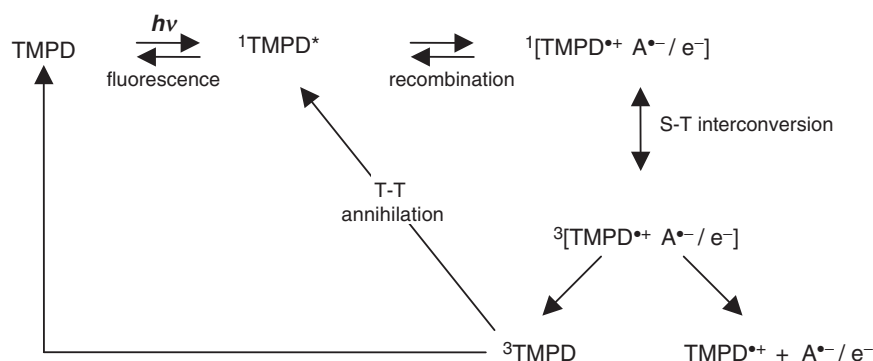 hν
TMPD
¹TMPD*
¹[TMPD•+ A•– / e–]
fluorescence
recombination
S-T interconversion
T-T
annihilation
³[TMPD•+ A•– / e–]
³TMPD
TMPD•+ + A•– / e–